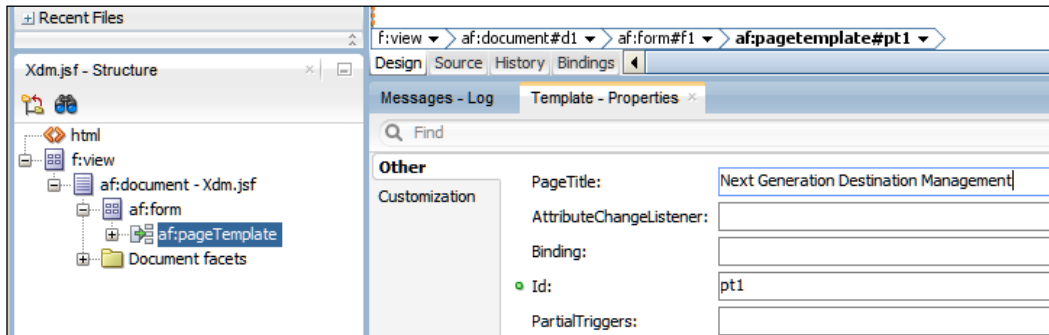 Recent Files
f:view af:document#d1 af:form#f1 af:pagetemplate#pt1
Design Source History Bindings
Xdm.jsf - Structure
Messages - Log Template - Properties
Find
html
f:view
af:document - Xdm.jsf
af:form
af:pageTemplate
Document facets
Other
Customization
PageTitle: Next Generation Destination Management
AttributeChangeListener:
Binding:
Id: pt1
PartialTriggers: